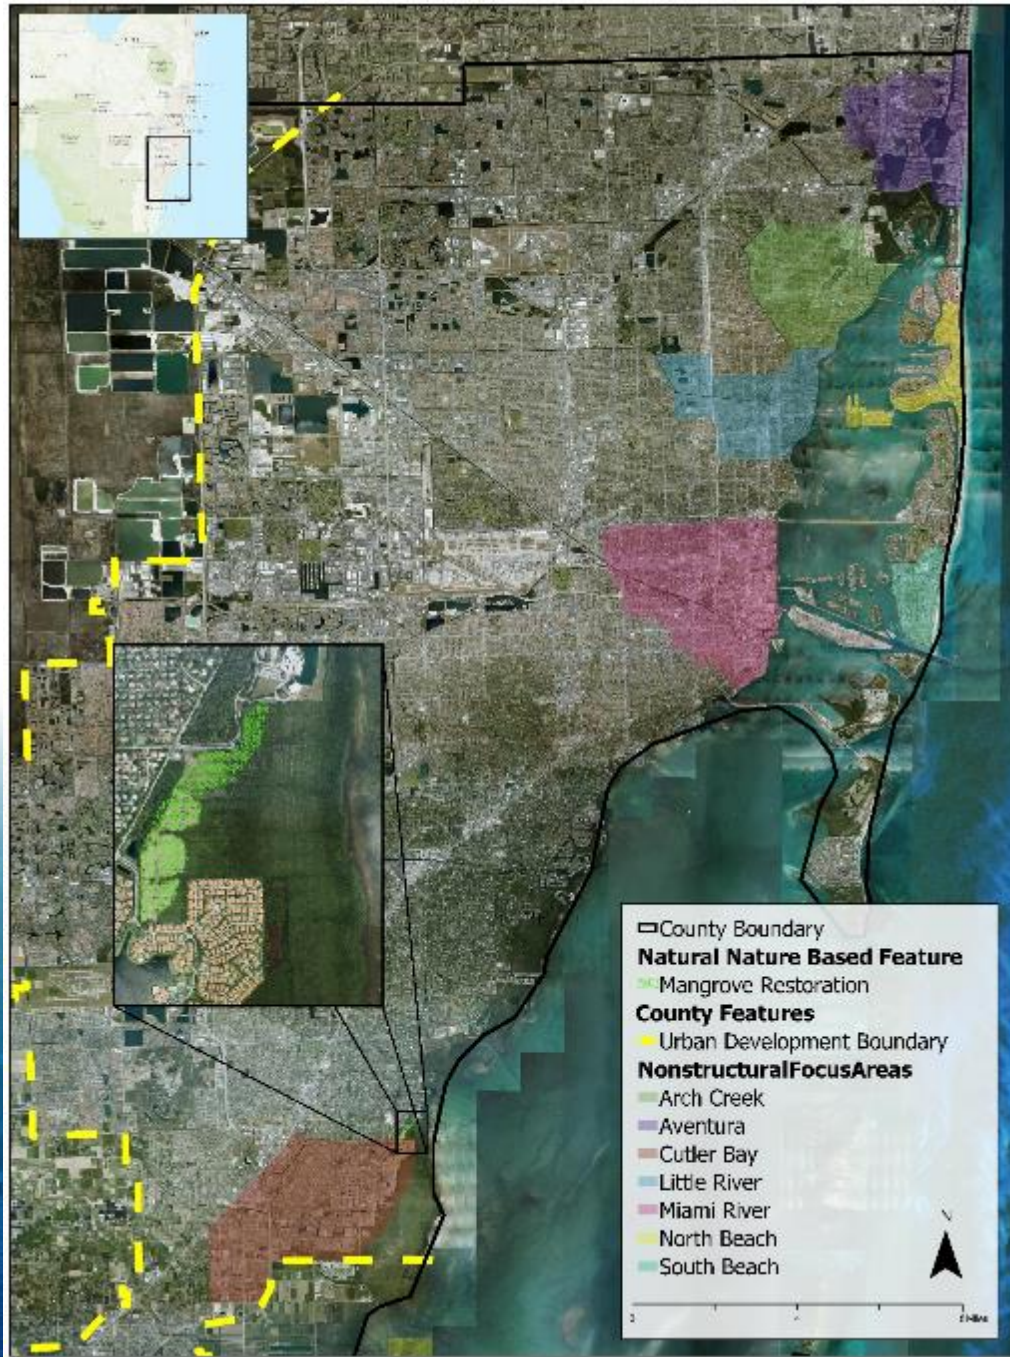 County Boundary
Natural Nature Based Feature
Mangrove Restoration
County Features
Urban Development Boundary
NonstructuralFocusAreas
Arch Creek
Aventura
Cutler Bay
Little River
Miami River
North Beach
South Beach
N